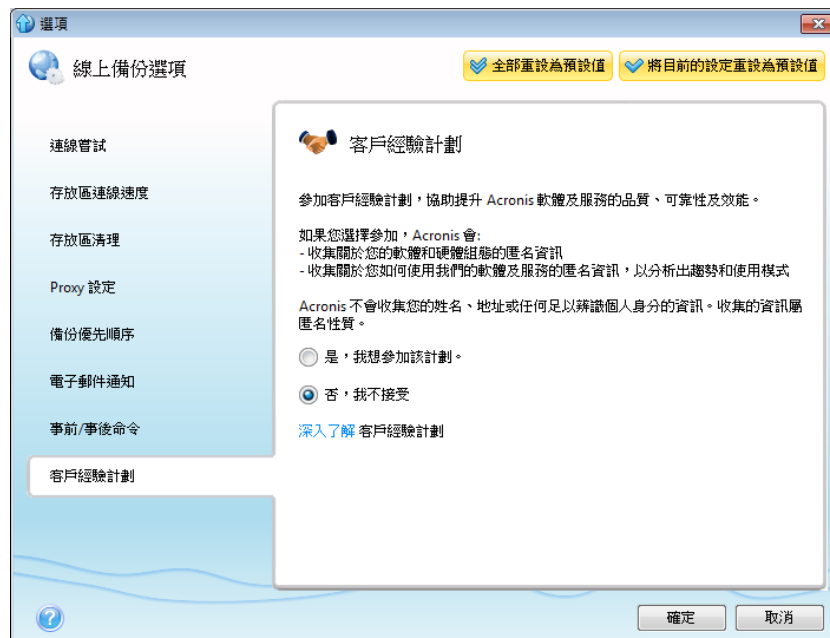 選項
線上備份選項
全部重設為預設值
將目前的設定重設為預設值
連線嘗試
存放區連線速度
存放區清理
Proxy 設定
備份優先順序
電子郵件通知
事前/事後命令
客戶經驗計劃
客戶經驗計劃
參加客戶經驗計劃，協助提升 Acronis 軟體及服務的品質、可靠性及效能。
如果您選擇參加，Acronis 會:
- 收集關於您的軟體和硬體組態的匿名資訊
- 收集關於您如何使用我們的軟體及服務的匿名資訊，以分析出趨勢和使用模式
Acronis 不會收集您的姓名、地址或任何足以辨識個人身分的資訊。收集的資訊屬
匿名性質。
是，我想參加該計劃。
否，我不接受
深入了解 客戶經驗計劃
確定
取消